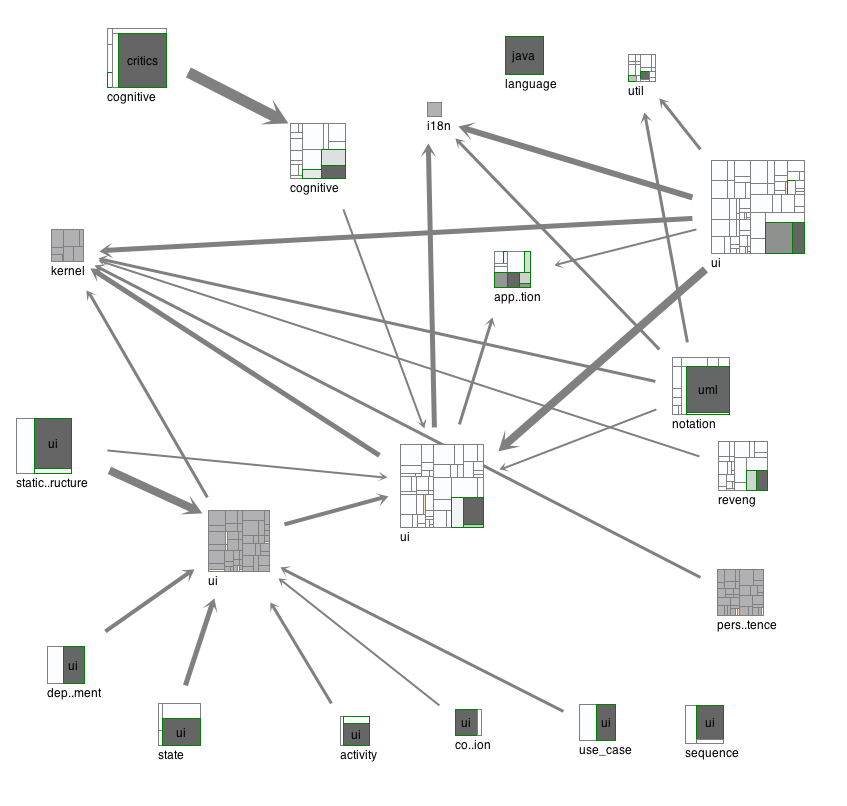 critics
cognitive
java
language
util
i18n
cognitive
ui
kernel
app..tion
uml
notation
ui
static..ructure
reveng
ui
ui
pers..tence
ui
dep..ment
ui
state
ui
activity
ui
co..ion
ui
use_case
ui
sequence